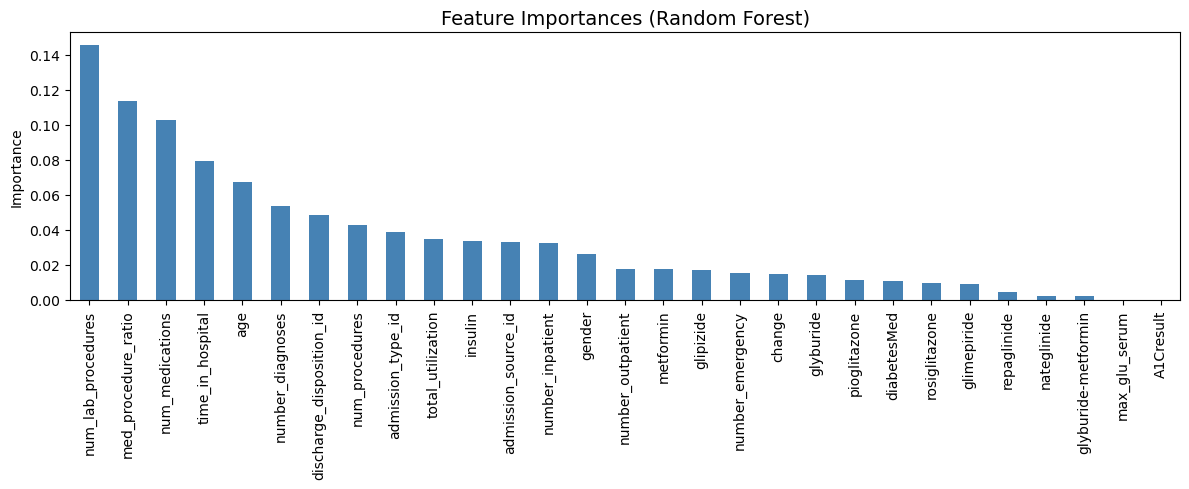 Feature Importances (Random Forest)
Importance
0.14
0.12
0.10
0.08
0.06
0.04
0.02
0.00
num_lab_procedures
med_procedure_ratio
num_medications
time_in_hospital
age
number_diagnoses
discharge_disposition_id
num_procedures
admission_type_id
total_utilization
insulin
admission_source_id
number_inpatient
gender
number_outpatient
metformin
glipizide
number_emergency
change
glyburide
pioglitazone
diabetesMed
rosiglitazone
glimepiride
repaglinide
nateglinide
glyburide-metformin
max_glu_serum
A1Cresult